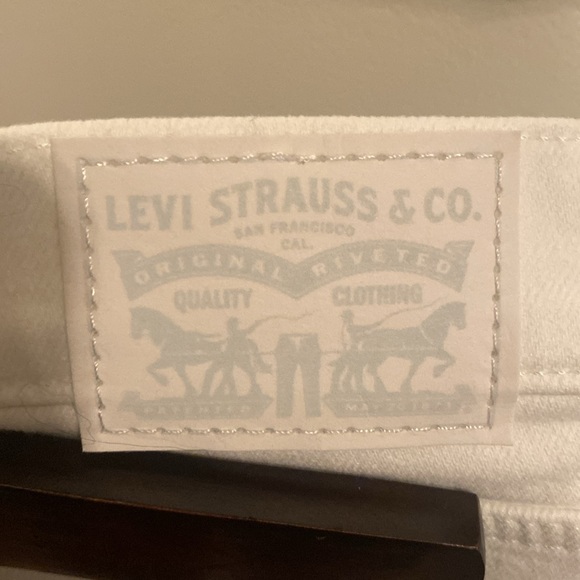 LEVI STRAUSS & CO.
SAN FRANCISCO
CAL.
ORIGINAL RIVETED
QUALITY CLOTHING